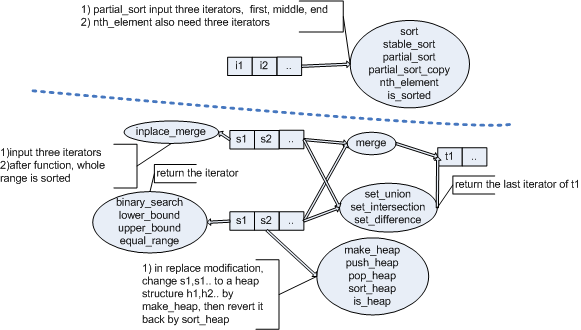 1) partial_sort input three iterators, first, middle, end
2) nth_element also need three iterators
sort
stable_sort
partial_sort
partial_sort_copy
nth_element
is_sorted
i1 i2 ..
inplace_merge
s1 s2 ..
merge
t1 ..
1)input three iterators
2)after function, whole
range is sorted
return the iterator
return the last iterator of t1
set_union
set_intersection
set_difference
binary_search
lower_bound
upper_bound
equal_range
s1 s2 ..
make_heap
push_heap
pop_heap
sort_heap
is_heap
1) in replace modification,
change s1,s1.. to a heap
structure h1,h2.. by
make_heap, then revert it
back by sort_heap